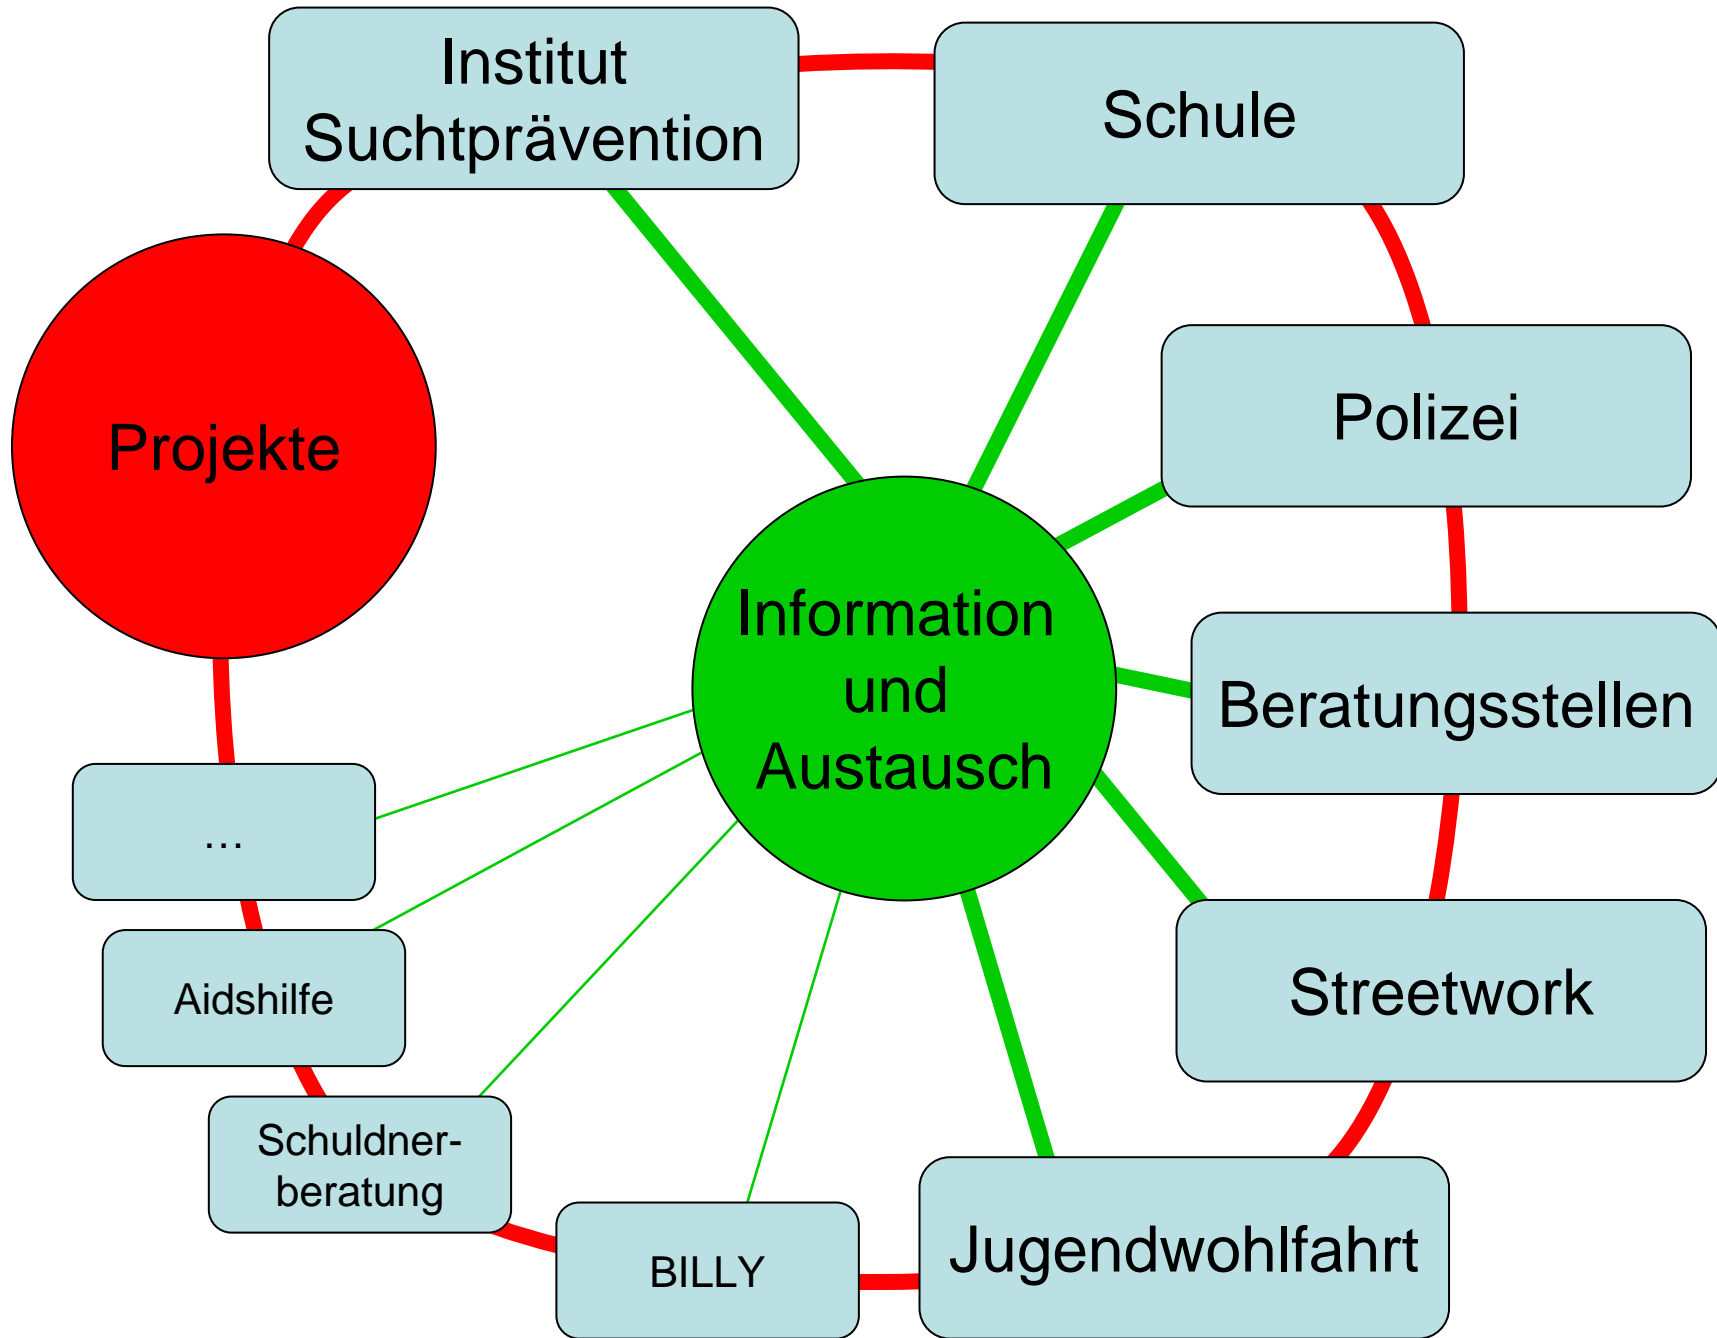 Institut
Suchtprävention
Schule
Projekte
Polizei
Information
und
Austausch
Beratungsstellen
…
Aidshilfe
Streetwork
Schuldner-
beratung
BILLY
Jugendwohlfahrt